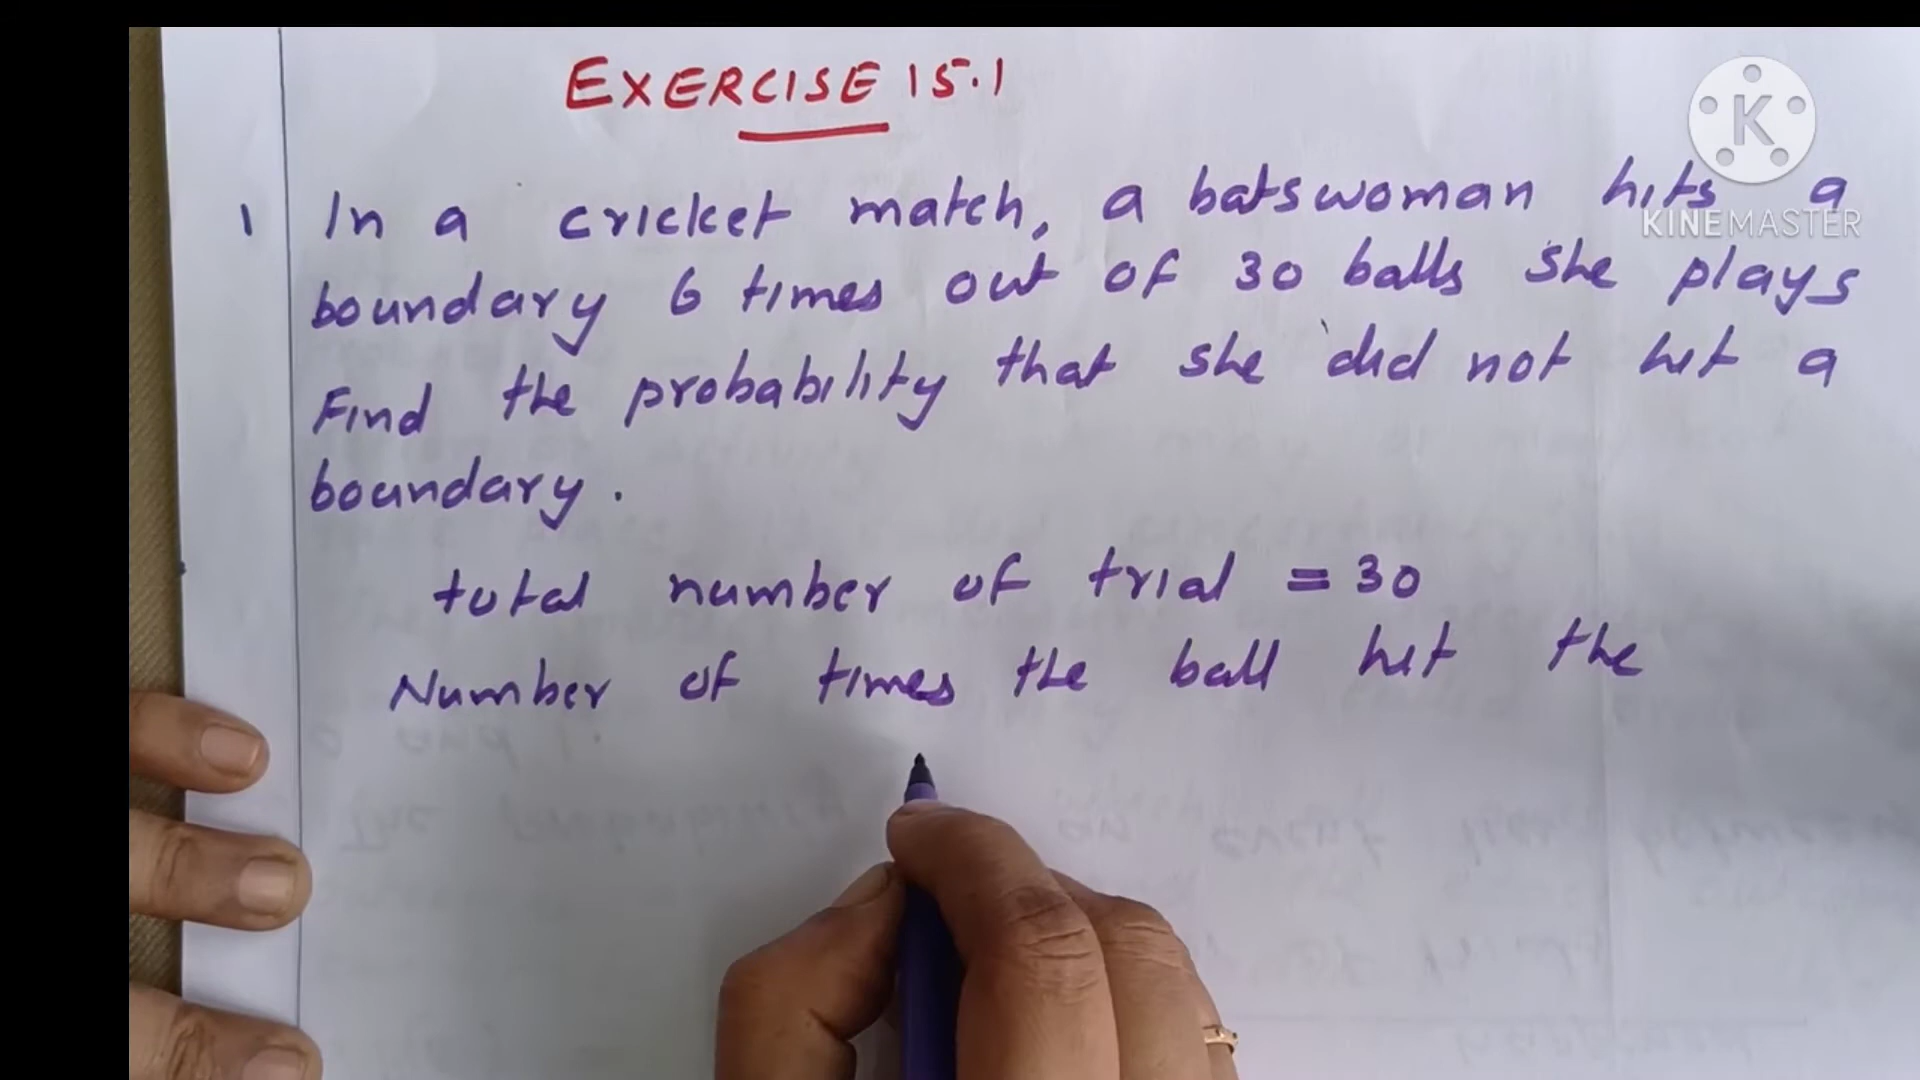 EXERCISE 15.1
1 In a cricket match, a batswoman hits a
boundary 6 times out of 30 balls she plays
Find the probability that she did not hit a
boundary.
total number of trial = 30
Number of times the ball hit the
K
KINEMASTER